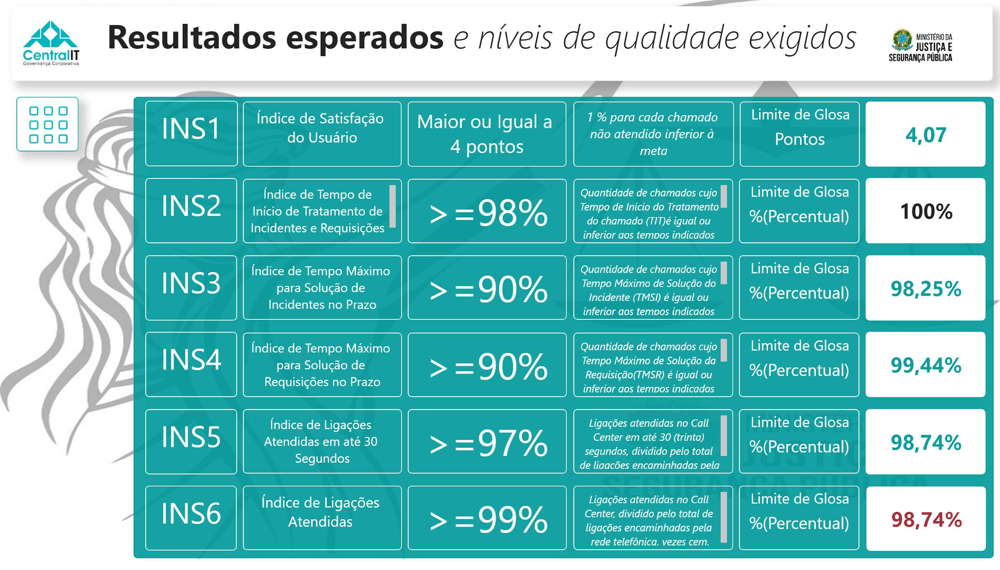 CentralIT
Governança Corporativa
Resultados esperados e níveis de qualidade exigidos
MINISTÉRIO DA
JUSTIÇA E
SEGURANÇA PÚBLICA
INS1
Índice de Satisfação
do Usuário
Maior ou Igual a
4 pontos
1 % para cada chamado
não atendido inferior à
meta
Limite de Glosa
Pontos
4,07
INS2
Índice de Tempo de
Início de Tratamento de
Incidentes e Requisições
> =98%
Quantidade de chamados cujo
Tempo de Início do Tratamento
do chamado (TIT)é igual ou
inferior aos tempos indicados
Limite de Glosa
%(Percentual)
100%
INS3
Índice de Tempo Máximo
para Solução de
Incidentes no Prazo
> =90%
Quantidade de chamados cujo
Tempo Máximo de Solução do
Incidente (TMSI) é igual ou
inferior aos tempos indicados
Limite de Glosa
%(Percentual)
98,25%
INS4
Índice de Tempo Máximo
para Solução de
Requisições no Prazo
> =90%
Quantidade de chamados cujo
Tempo Máximo de Solução da
Requisição(TMSR) é igual ou
inferior aos tempos indicados
Limite de Glosa
%(Percentual)
99,44%
INS5
Índice de Ligações
Atendidas em até 30
Segundos
> =97%
Ligações atendidas no Call
Center em até 30 (trinta)
segundos, dividido pelo total
de ligações encaminhadas pela
Limite de Glosa
%(Percentual)
98,74%
INS6
Índice de Ligações
Atendidas
> =99%
Ligações atendidas no Call
Center, dividido pelo total de
ligações encaminhadas pela
rede telefônica. vezes cem.
Limite de Glosa
%(Percentual)
98,74%